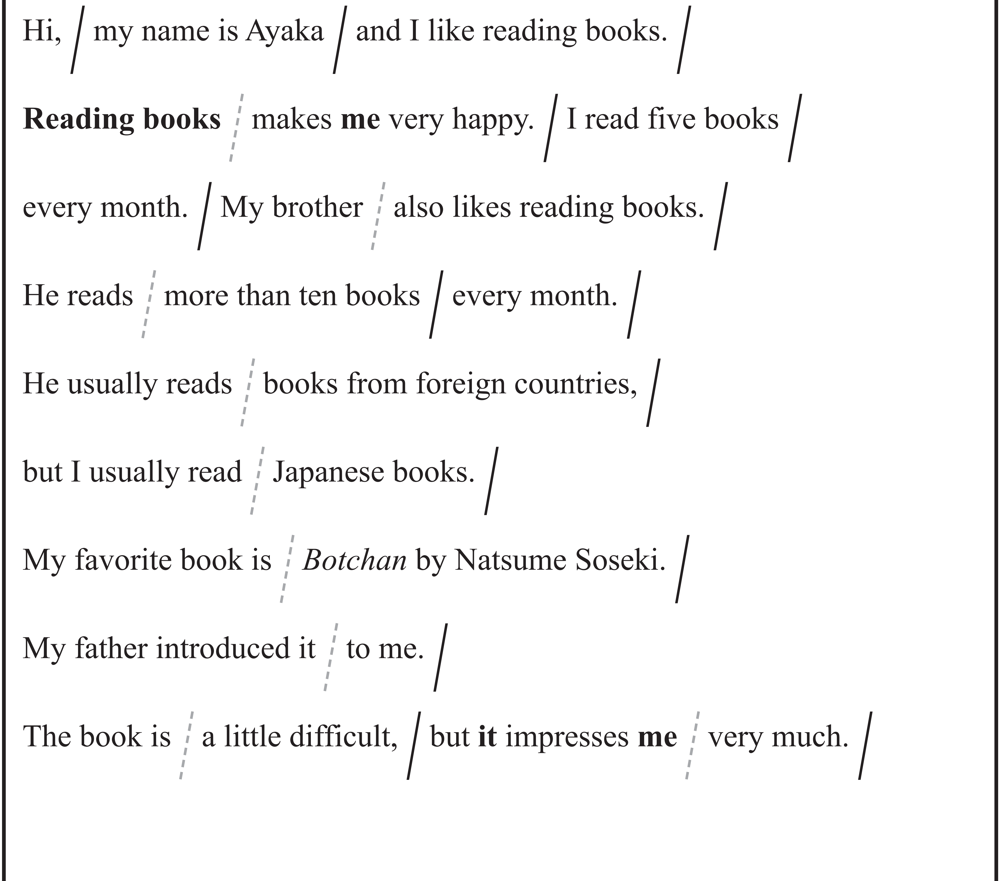 Hi, / my name is Ayaka / and I like reading books. /
Reading books / makes me very happy. / I read five books /
every month. / My brother / also likes reading books. /
He reads / more than ten books / every month. /
He usually reads / books from foreign countries, /
but I usually read / Japanese books. /
My favorite book is / Botchan by Natsume Soseki. /
My father introduced it / to me. /
The book is / a little difficult, / but it impresses me / very much. /